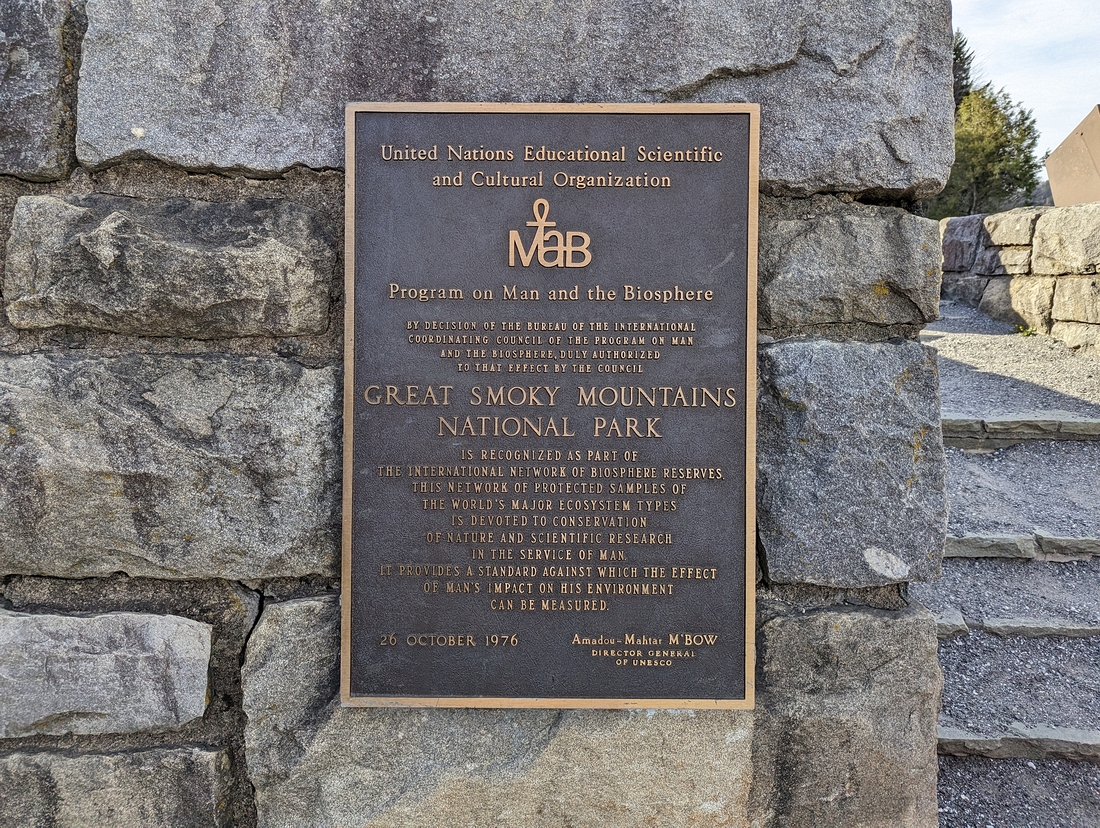 United Nations Educational Scientific
and Cultural Organization
MaB
Program on Man and the Biosphere
BY DECISION OF THE BUREAU OF THE INTERNATIONAL
COORDINATING COUNCIL OF THE PROGRAM ON MAN
AND THE BIOSPHERE, DULY AUTHORIZED
TO THAT EFFECT BY THE COUNCIL
GREAT SMOKY MOUNTAINS
NATIONAL PARK
IS RECOGNIZED AS PART OF
THE INTERNATIONAL NETWORK OF BIOSPHERE RESERVES.
THIS NETWORK OF PROTECTED SAMPLES OF
THE WORLD'S MAJOR ECOSYSTEM TYPES
IS DEVOTED TO CONSERVATION
OF NATURE AND SCIENTIFIC RESEARCH
IN THE SERVICE OF MAN.
IT PROVIDES A STANDARD AGAINST WHICH THE EFFECT
OF MAN'S IMPACT ON HIS ENVIRONMENT
CAN BE MEASURED.
26 OCTOBER 1976
Amadou-Mahtar M'BOW
DIRECTOR GENERAL
OF UNESCO